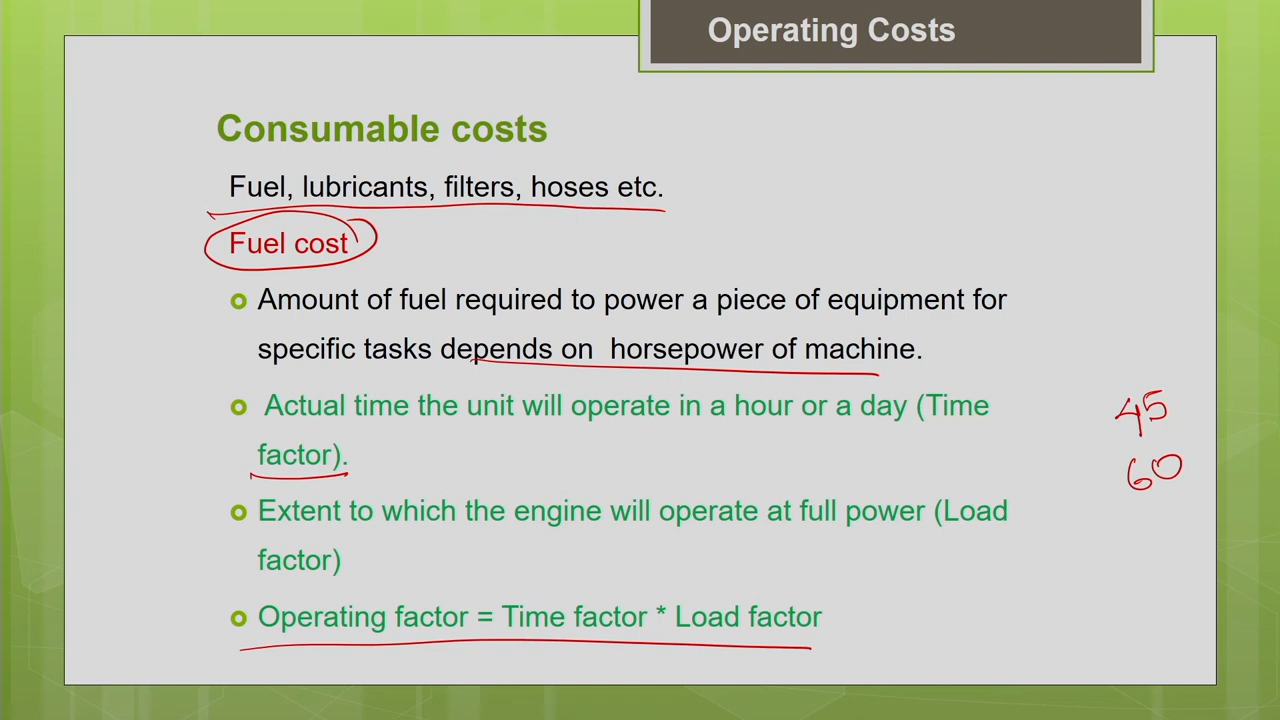 Operating Costs
Consumable costs
Fuel, lubricants, filters, hoses etc.
Fuel cost
Amount of fuel required to power a piece of equipment for
specific tasks depends on horsepower of machine.
Actual time the unit will operate in a hour or a day (Time
factor).
45
60
Extent to which the engine will operate at full power (Load
factor)
Operating factor = Time factor * Load factor